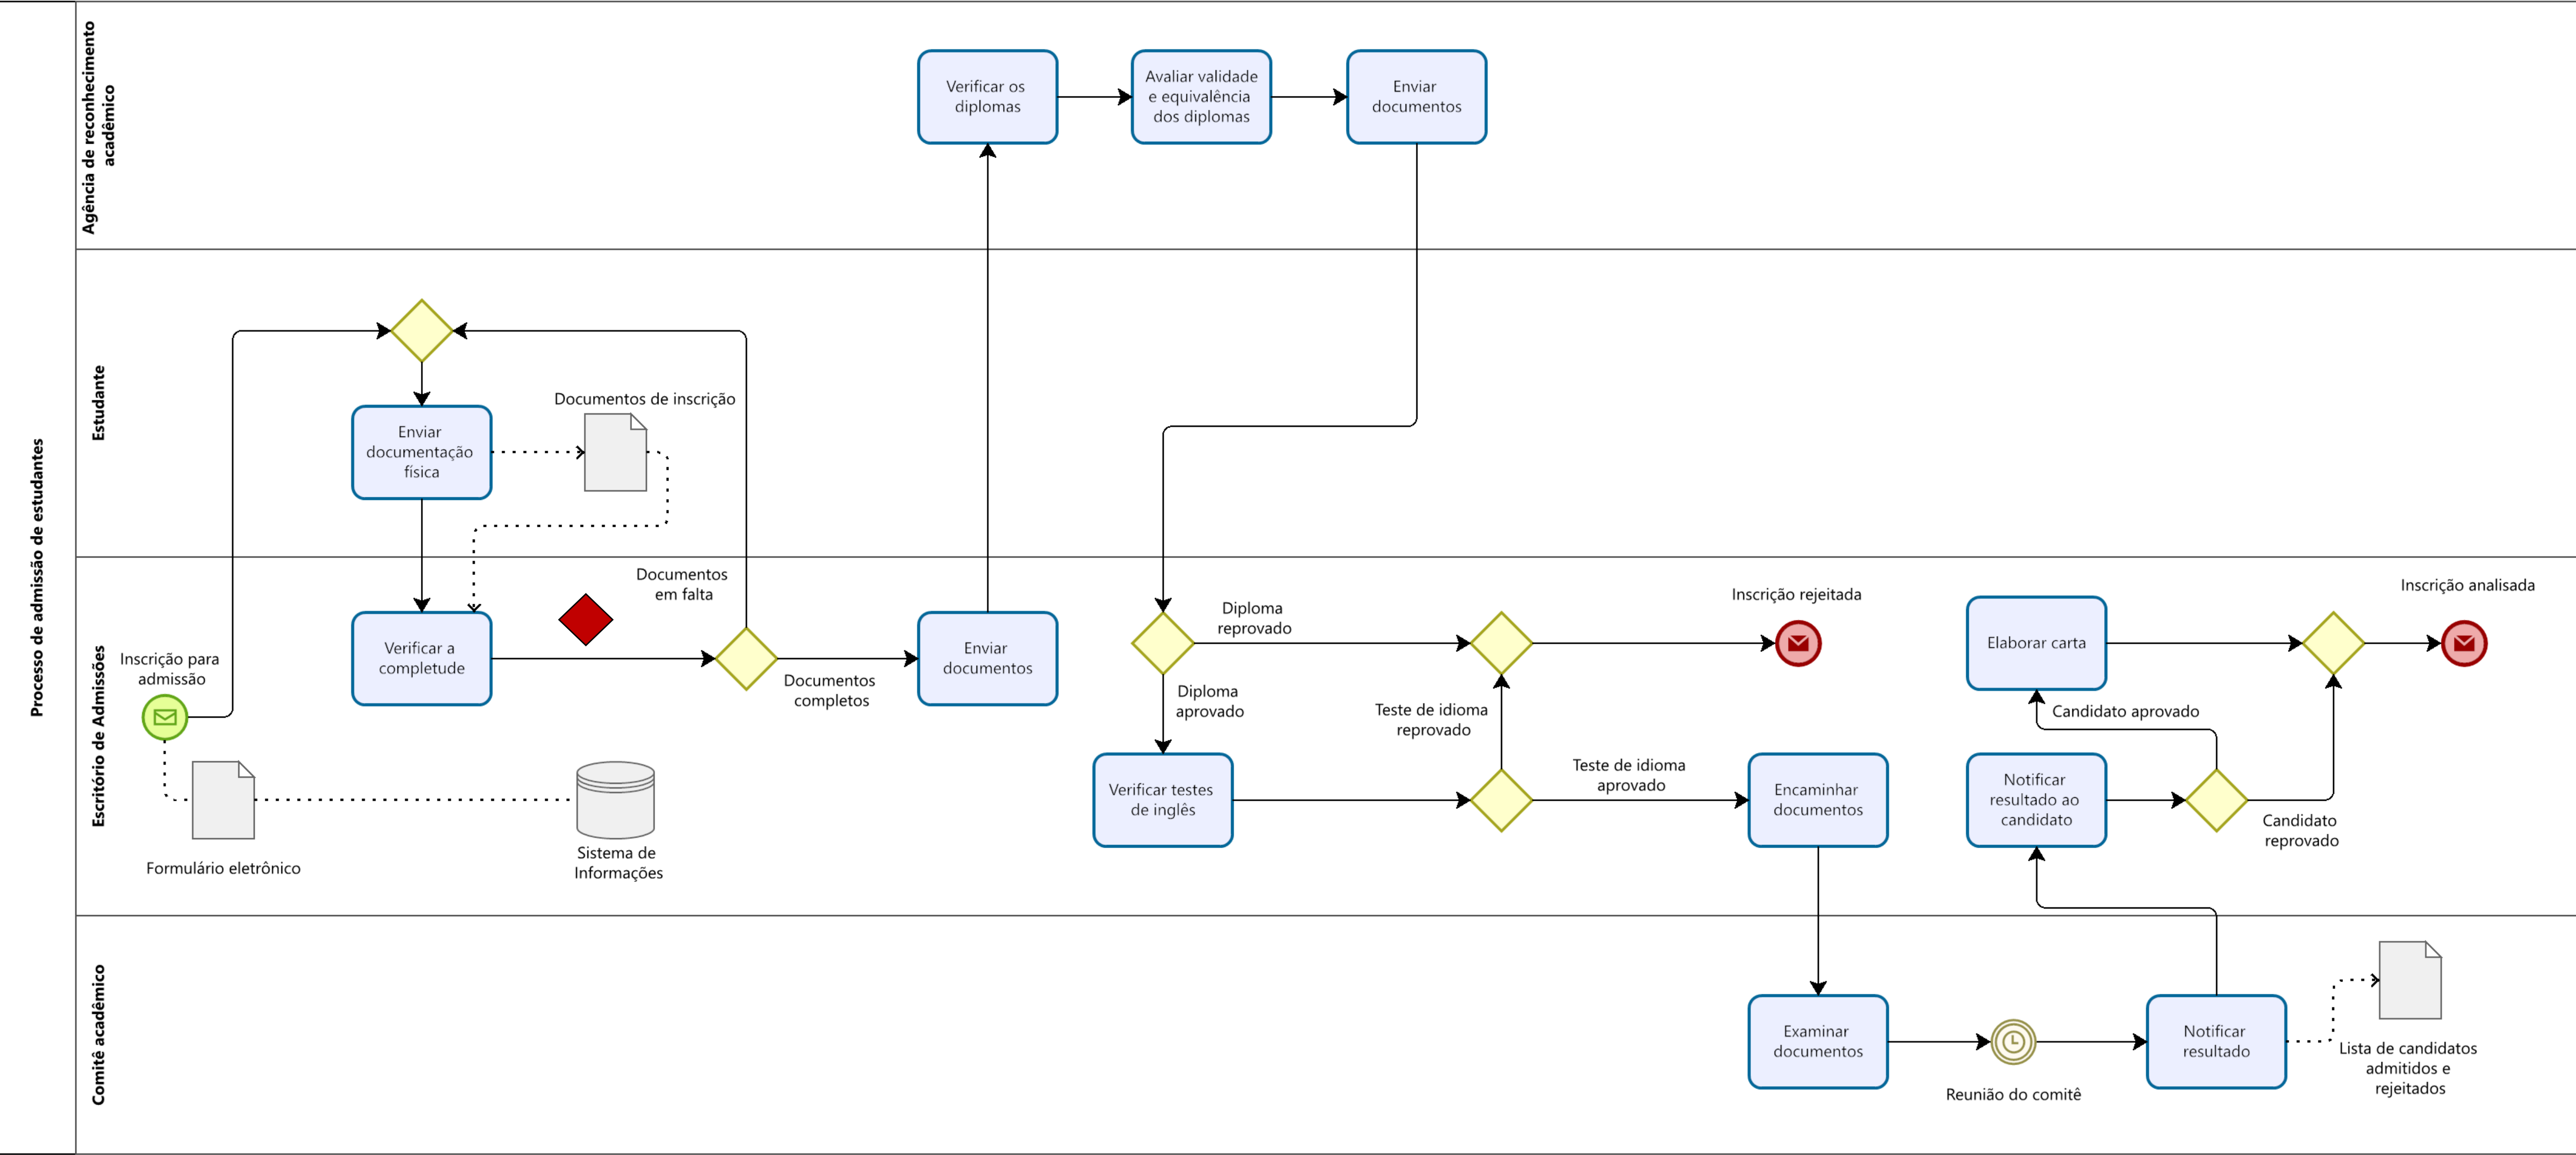 Processo de admissão de estudantes
Agência de reconhecimento
acadêmico
Verificar os
diplomas
Avaliar validade
e equivalência
dos diplomas
Enviar
documentos
Estudante
Enviar
documentação
física
Documentos de inscrição
Escritório de Admissões
Inscrição para
admissão
Formulário eletrônico
Sistema de
Informações
Verificar a
completude
Documentos
em falta
Documentos
completos
Enviar
documentos
Diploma
reprovado
Diploma
aprovado
Verificar testes
de inglês
Teste de idioma
reprovado
Teste de idioma
aprovado
Inscrição rejeitada
Encaminhar
documentos
Elaborar carta
Candidato aprovado
Notificar
resultado ao
candidato
Candidato
reprovado
Inscrição analisada
Comitê acadêmico
Examinar
documentos
Reunião do comitê
Notificar
resultado
Lista de candidatos
admitidos e
rejeitados